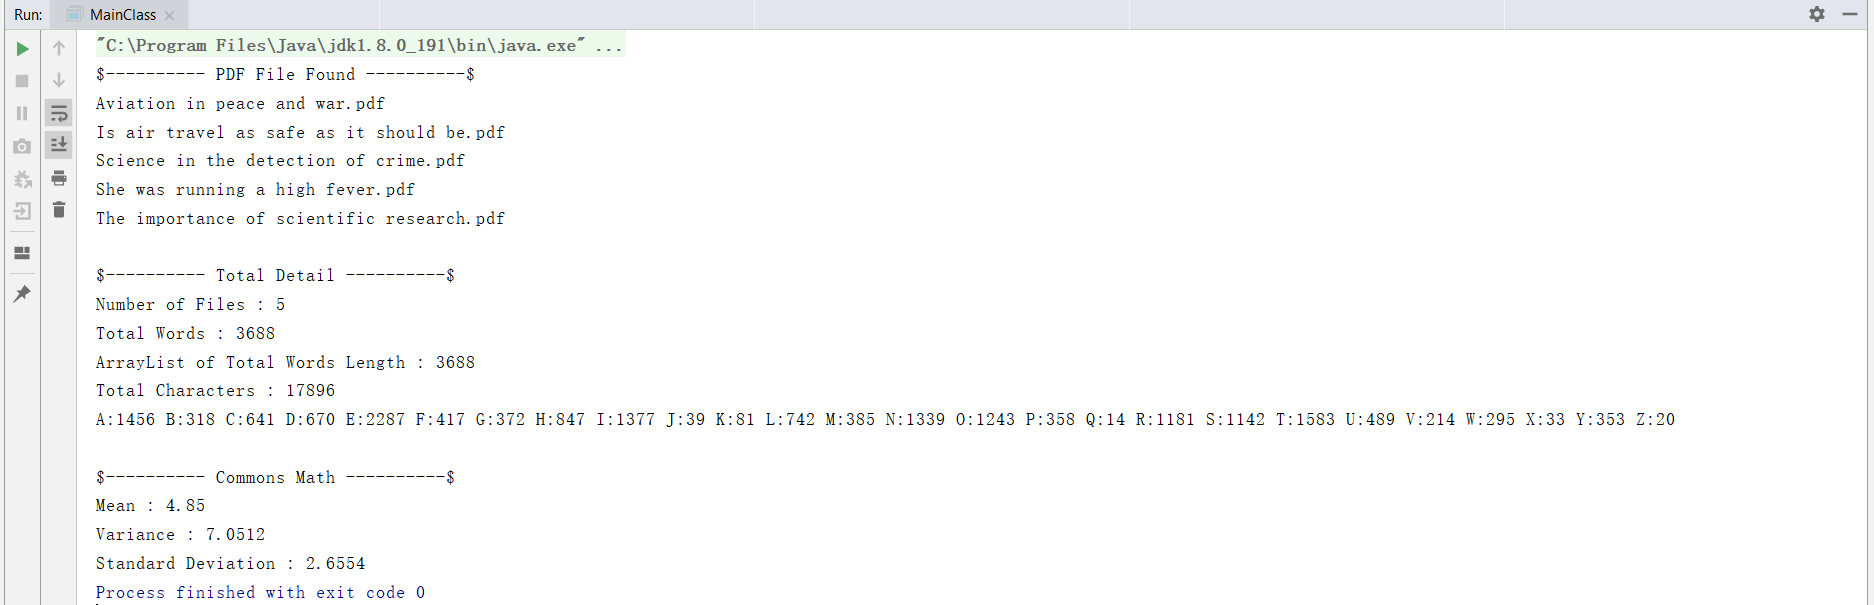 Run: MainClass
"C:\Program Files\Java\jdk1.8.0_191\bin\java.exe" ...
$---------- PDF File Found ----------$
Aviation in peace and war.pdf
Is air travel as safe as it should be.pdf
Science in the detection of crime.pdf
She was running a high fever.pdf
The importance of scientific research.pdf
$---------- Total Detail ----------$
Number of Files : 5
Total Words : 3688
ArrayList of Total Words Length : 3688
Total Characters : 17896
A:1456 B:318 C:641 D:670 E:2287 F:417 G:372 H:847 I:1377 J:39 K:81 L:742 M:385 N:1339 O:1243 P:358 Q:14 R:1181 S:1142 T:1583 U:489 V:214 W:295 X:33 Y:353 Z:20
$---------- Commons Math ----------$
Mean : 4.85
Variance : 7.0512
Standard Deviation : 2.6554
Process finished with exit code 0